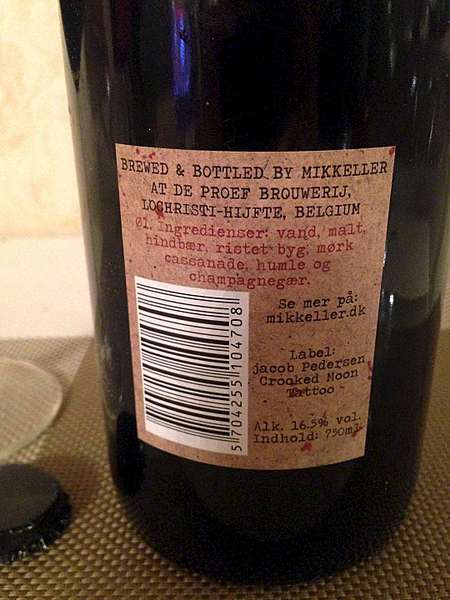 BREWED & BOTTLED BY MIKKELLER
AT DE PROEF BROUWERIJ,
LOCHRISTI-HIJFTE, BELGIUM
Øl. Ingredienser: vand, malt,
hindbær, ristet byg, mørk
cassanade, humle og
champagnegær.
Se mer på:
mikkeller.dk
Label:
jacob Pedersen
Crooked Moon
Tattoo
Alk. 16.5% vol.
Indhold: 750ml
5 704255 104708